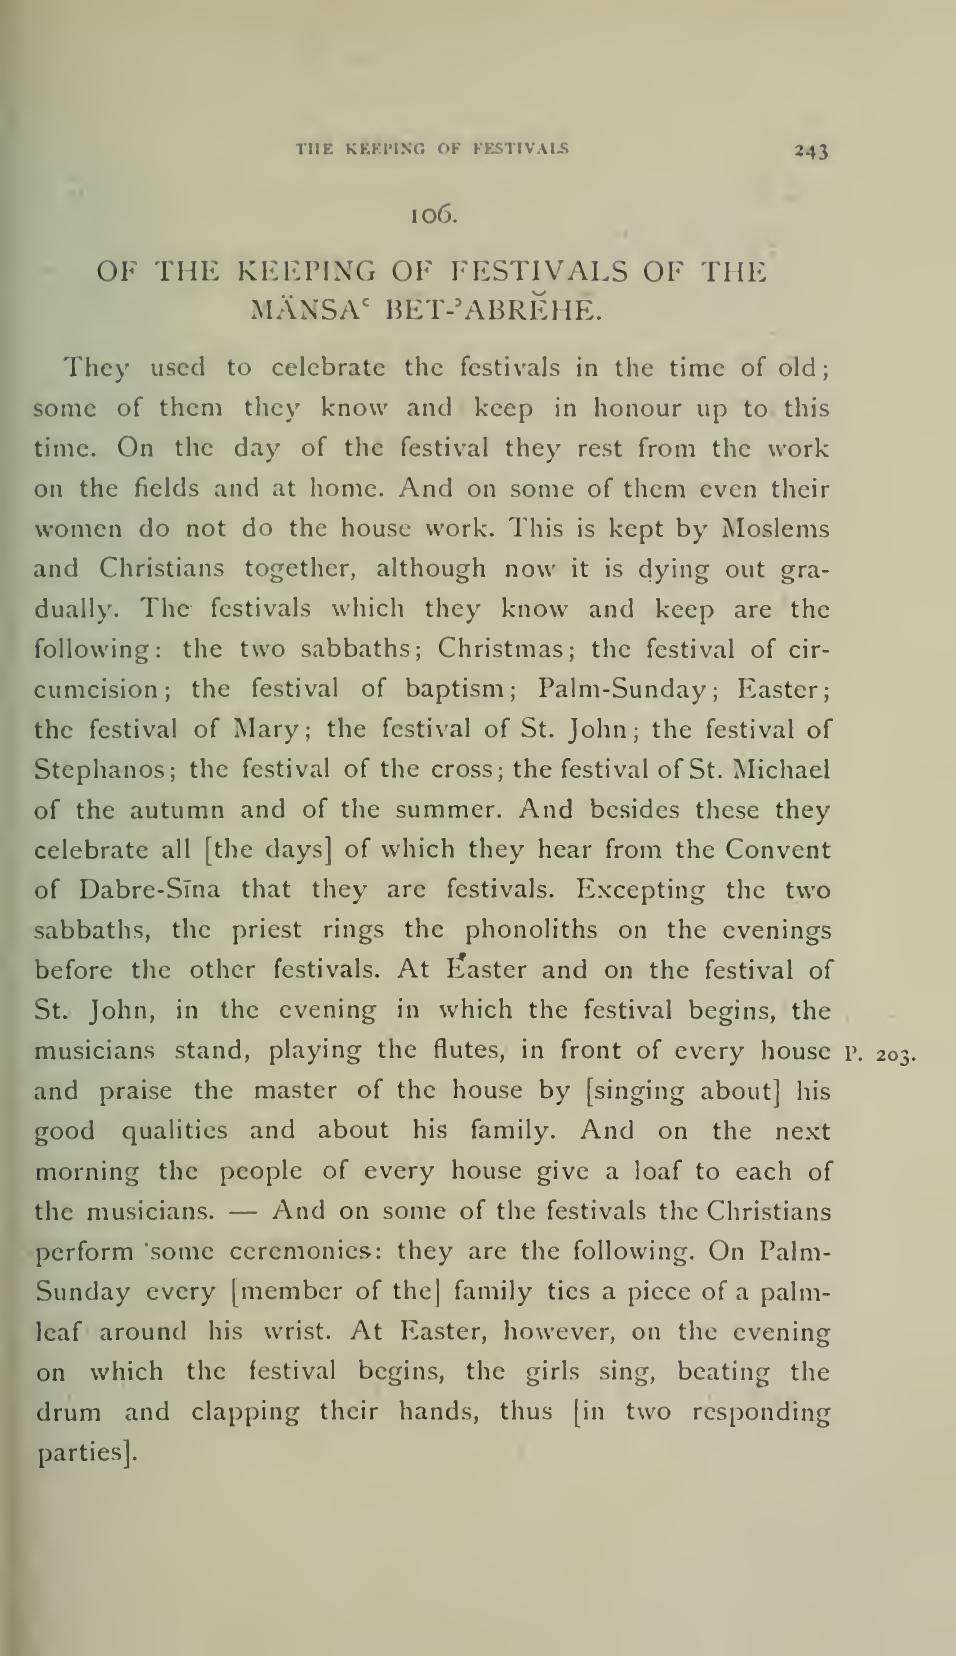 THE KEEPING OF FESTIVALS 243
106.
OF THE KEEPING OF FESTIVALS OF THE
MÄNSAʿ BET-ʾABRĔHĒ.
They used to celebrate the festivals in the time of old;
some of them they know and keep in honour up to this
time. On the day of the festival they rest from the work
on the fields and at home. And on some of them even their
women do not do the house work. This is kept by Moslems
and Christians together, although now it is dying out gra-
dually. The festivals which they know and keep are the
following: the two sabbaths; Christmas; the festival of cir-
cumcision; the festival of baptism; Palm-Sunday; Easter;
the festival of Mary; the festival of St. John; the festival of
Stephanos; the festival of the cross; the festival of St. Michael
of the autumn and of the summer. And besides these they
celebrate all [the days] of which they hear from the Convent
of Dabre-Sīna that they are festivals. Excepting the two
sabbaths, the priest rings the phonoliths on the evenings
before the other festivals. At Easter and on the festival of
St. John, in the evening in which the festival begins, the
musicians stand, playing the flutes, in front of every house P. 203.
and praise the master of the house by [singing about] his
good qualities and about his family. And on the next
morning the people of every house give a loaf to each of
the musicians. — And on some of the festivals the Christians
perform some ceremonies: they are the following. On Palm-
Sunday every [member of the] family ties a piece of a palm-
leaf around his wrist. At Easter, however, on the evening
on which the festival begins, the girls sing, beating the
drum and clapping their hands, thus [in two responding
parties].